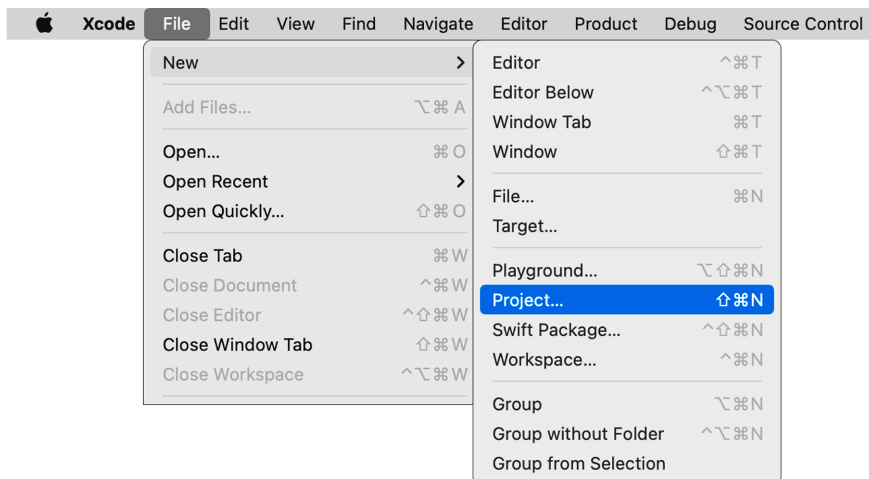 Xcode File Edit View Find Navigate Editor Product Debug Source Control
New
Add Files... ⌥⌘A
Open... ⌘O
Open Recent
Open Quickly... ⇧⌘O
Close Tab ⌘W
Close Document ^⌘W
Close Editor ^⇧⌘W
Close Window Tab ⇧⌘W
Close Workspace ^⌥⌘W
Editor ^⌘T
Editor Below ^⌥⌘T
Window Tab ⌘T
Window ⇧⌘T
File... ⌘N
Target...
Playground... ⌥⇧⌘N
Project... ⇧⌘N
Swift Package... ^⇧⌘N
Workspace... ^⌘N
Group ⌥⌘N
Group without Folder ^⌥⌘N
Group from Selection